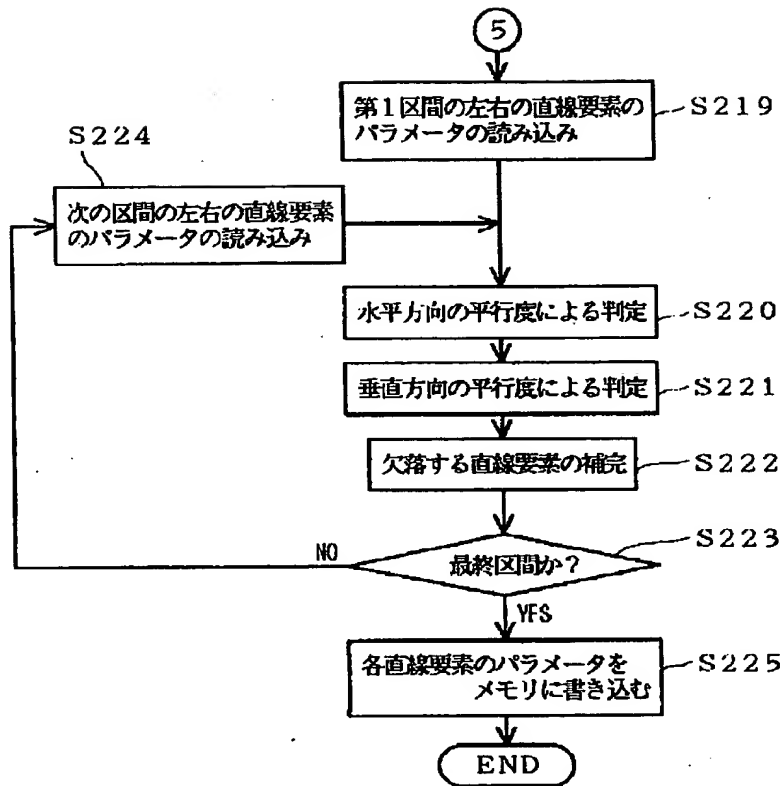 5
第1区間の左右の直線要素の
パラメータの読み込み
S219
S224
次の区間の左右の直線要素
のパラメータの読み込み
水平方向の平行度による判定
S220
垂直方向の平行度による判定
S221
欠落する直線要素の補完
S222
S223
最終区間か?
NO
YES
各直線要素のパラメータを
メモリに書き込む
S225
END